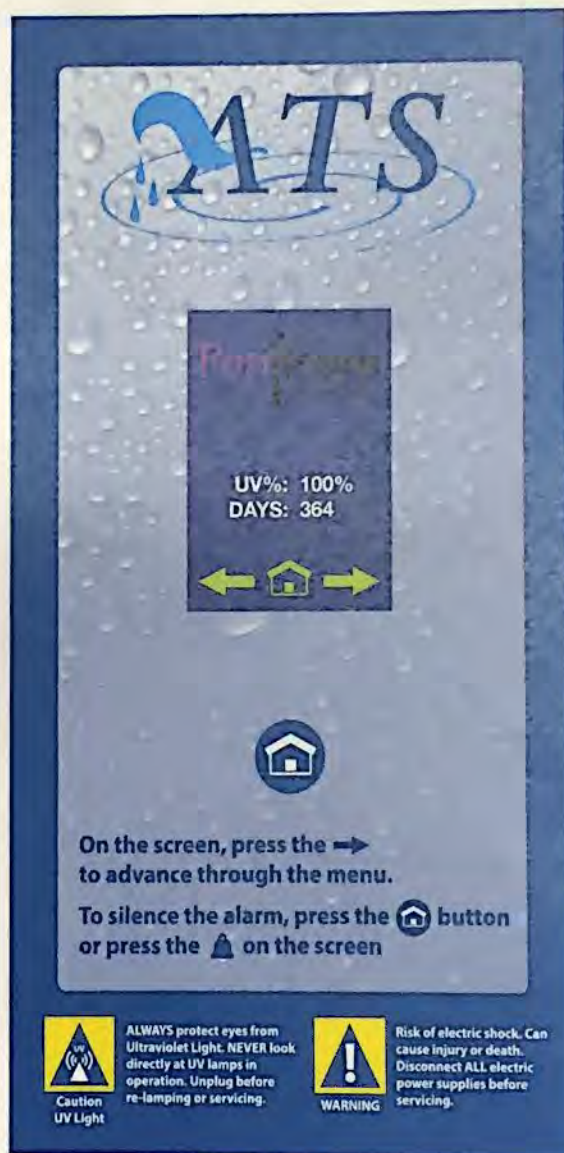 ATS
UV%: 100%
DAYS: 364
On the screen, press the ➡
to advance through the menu.
To silence the alarm, press the button
or press the on the screen
UV
Caution
UV Light
ALWAYS protect eyes from
Ultraviolet Light. NEVER look
directly at UV lamps in
operation. Unplug before
re-lamping or servicing.
!
WARNING
Risk of electric shock. Can
cause injury or death.
Disconnect ALL electric
power supplies before
servicing.